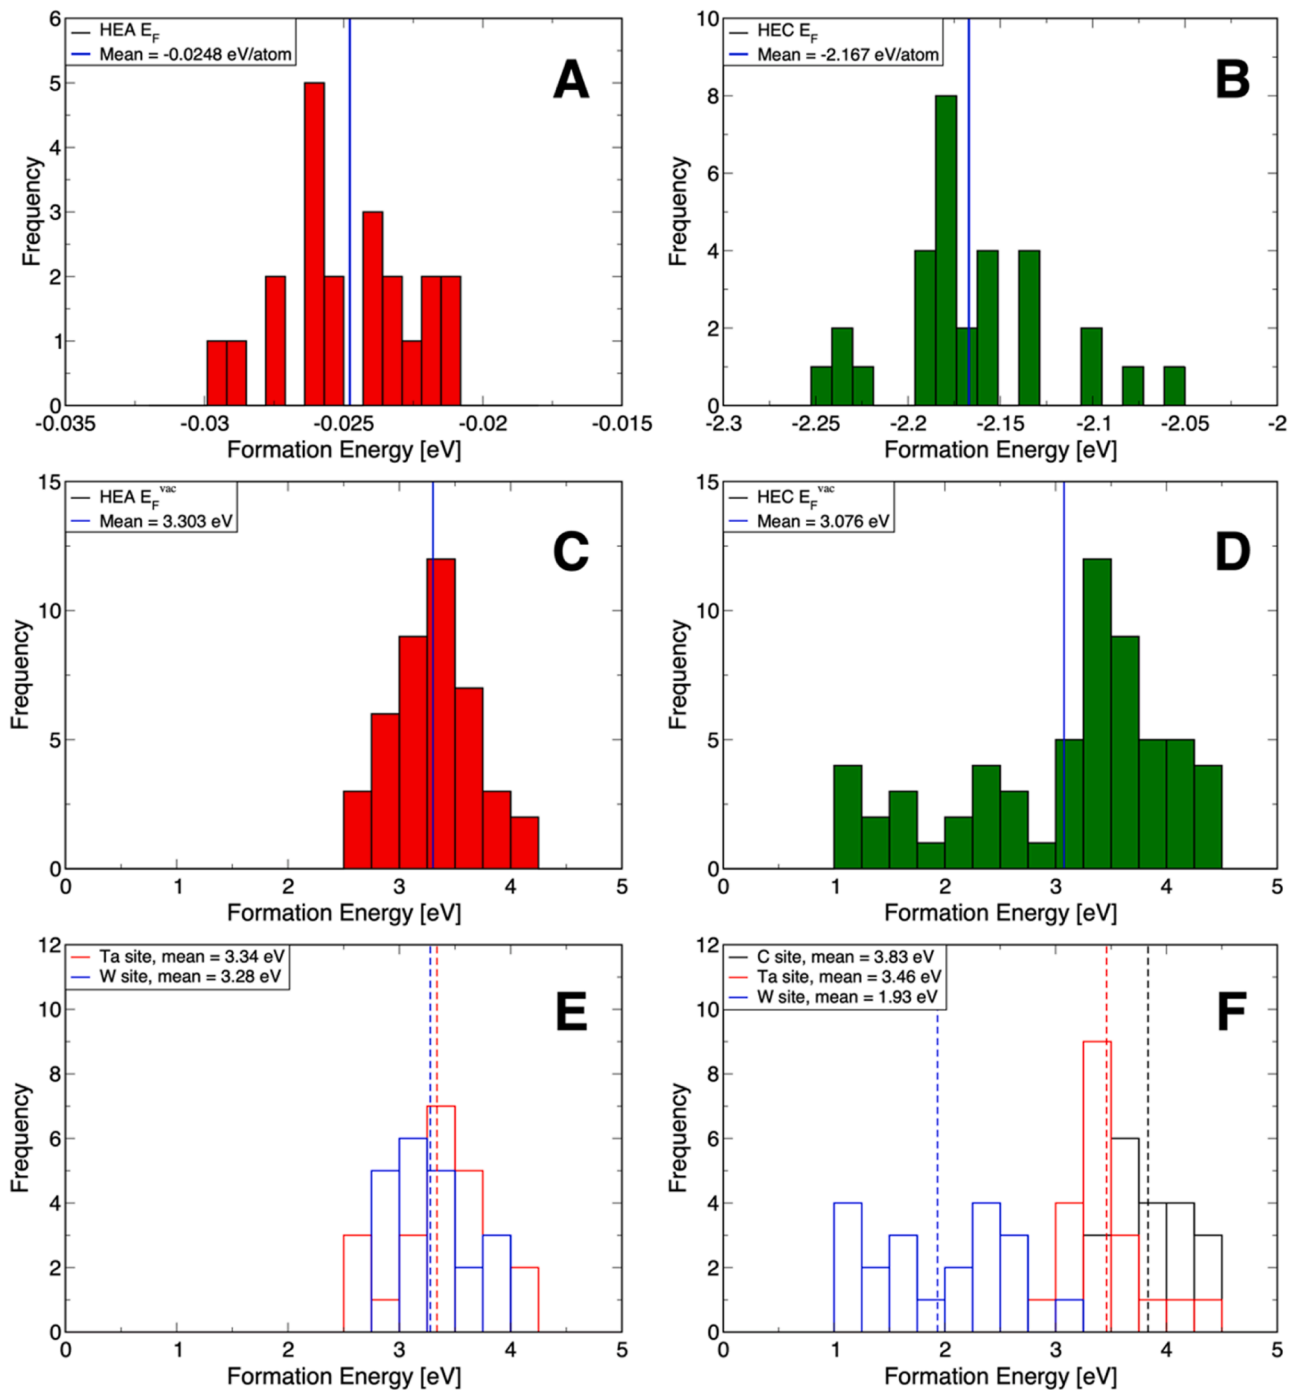 HEA E_F
Mean = -0.0248 eV/atom
A
6
5
4
3
2
1
0
Frequency
-0.035
-0.03
-0.025
-0.02
-0.015
Formation Energy [eV]
HEC E_F
Mean = -2.167 eV/atom
B
10
8
6
4
2
0
Frequency
-2.3
-2.25
-2.2
-2.15
-2.1
-2.05
-2
Formation Energy [eV]
HEA E_F^vac
Mean = 3.303 eV
C
15
10
5
0
Frequency
0
1
2
3
4
5
Formation Energy [eV]
HEC E_F^vac
Mean = 3.076 eV
D
15
10
5
0
Frequency
0
1
2
3
4
5
Formation Energy [eV]
Ta site, mean = 3.34 eV
W site, mean = 3.28 eV
E
12
10
8
6
4
2
0
Frequency
0
1
2
3
4
5
Formation Energy [eV]
C site, mean = 3.83 eV
Ta site, mean = 3.46 eV
W site, mean = 1.93 eV
F
12
10
8
6
4
2
0
Frequency
0
1
2
3
4
5
Formation Energy [eV]